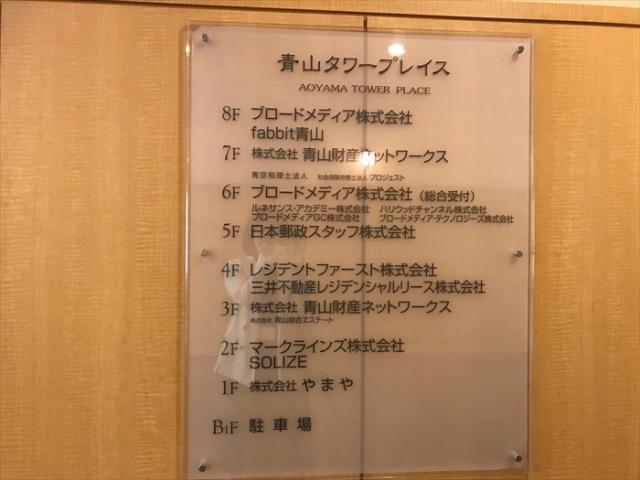 青山タワープレイス
AOYAMA TOWER PLACE
8F ブロードメディア株式会社
fabbit青山
7F 株式会社 青山財産ネットワークス
青空税理士法人 社会保険労務士法人 プロジェスト
6F ブロードメディア株式会社（総合受付）
ルネサンス・アカデミー株式会社 ハリウッドチャンネル株式会社
ブロードメディアGC株式会社 ブロードメディア・テクノロジーズ株式会社
5F 日本郵政スタッフ株式会社
4F レジデントファースト株式会社
三井不動産レジデンシャルリース株式会社
3F 株式会社 青山財産ネットワークス
株式会社 青山綜合エステート
2F マークラインズ株式会社
SOLIZE
1F 株式会社 やまや
B1F 駐車場